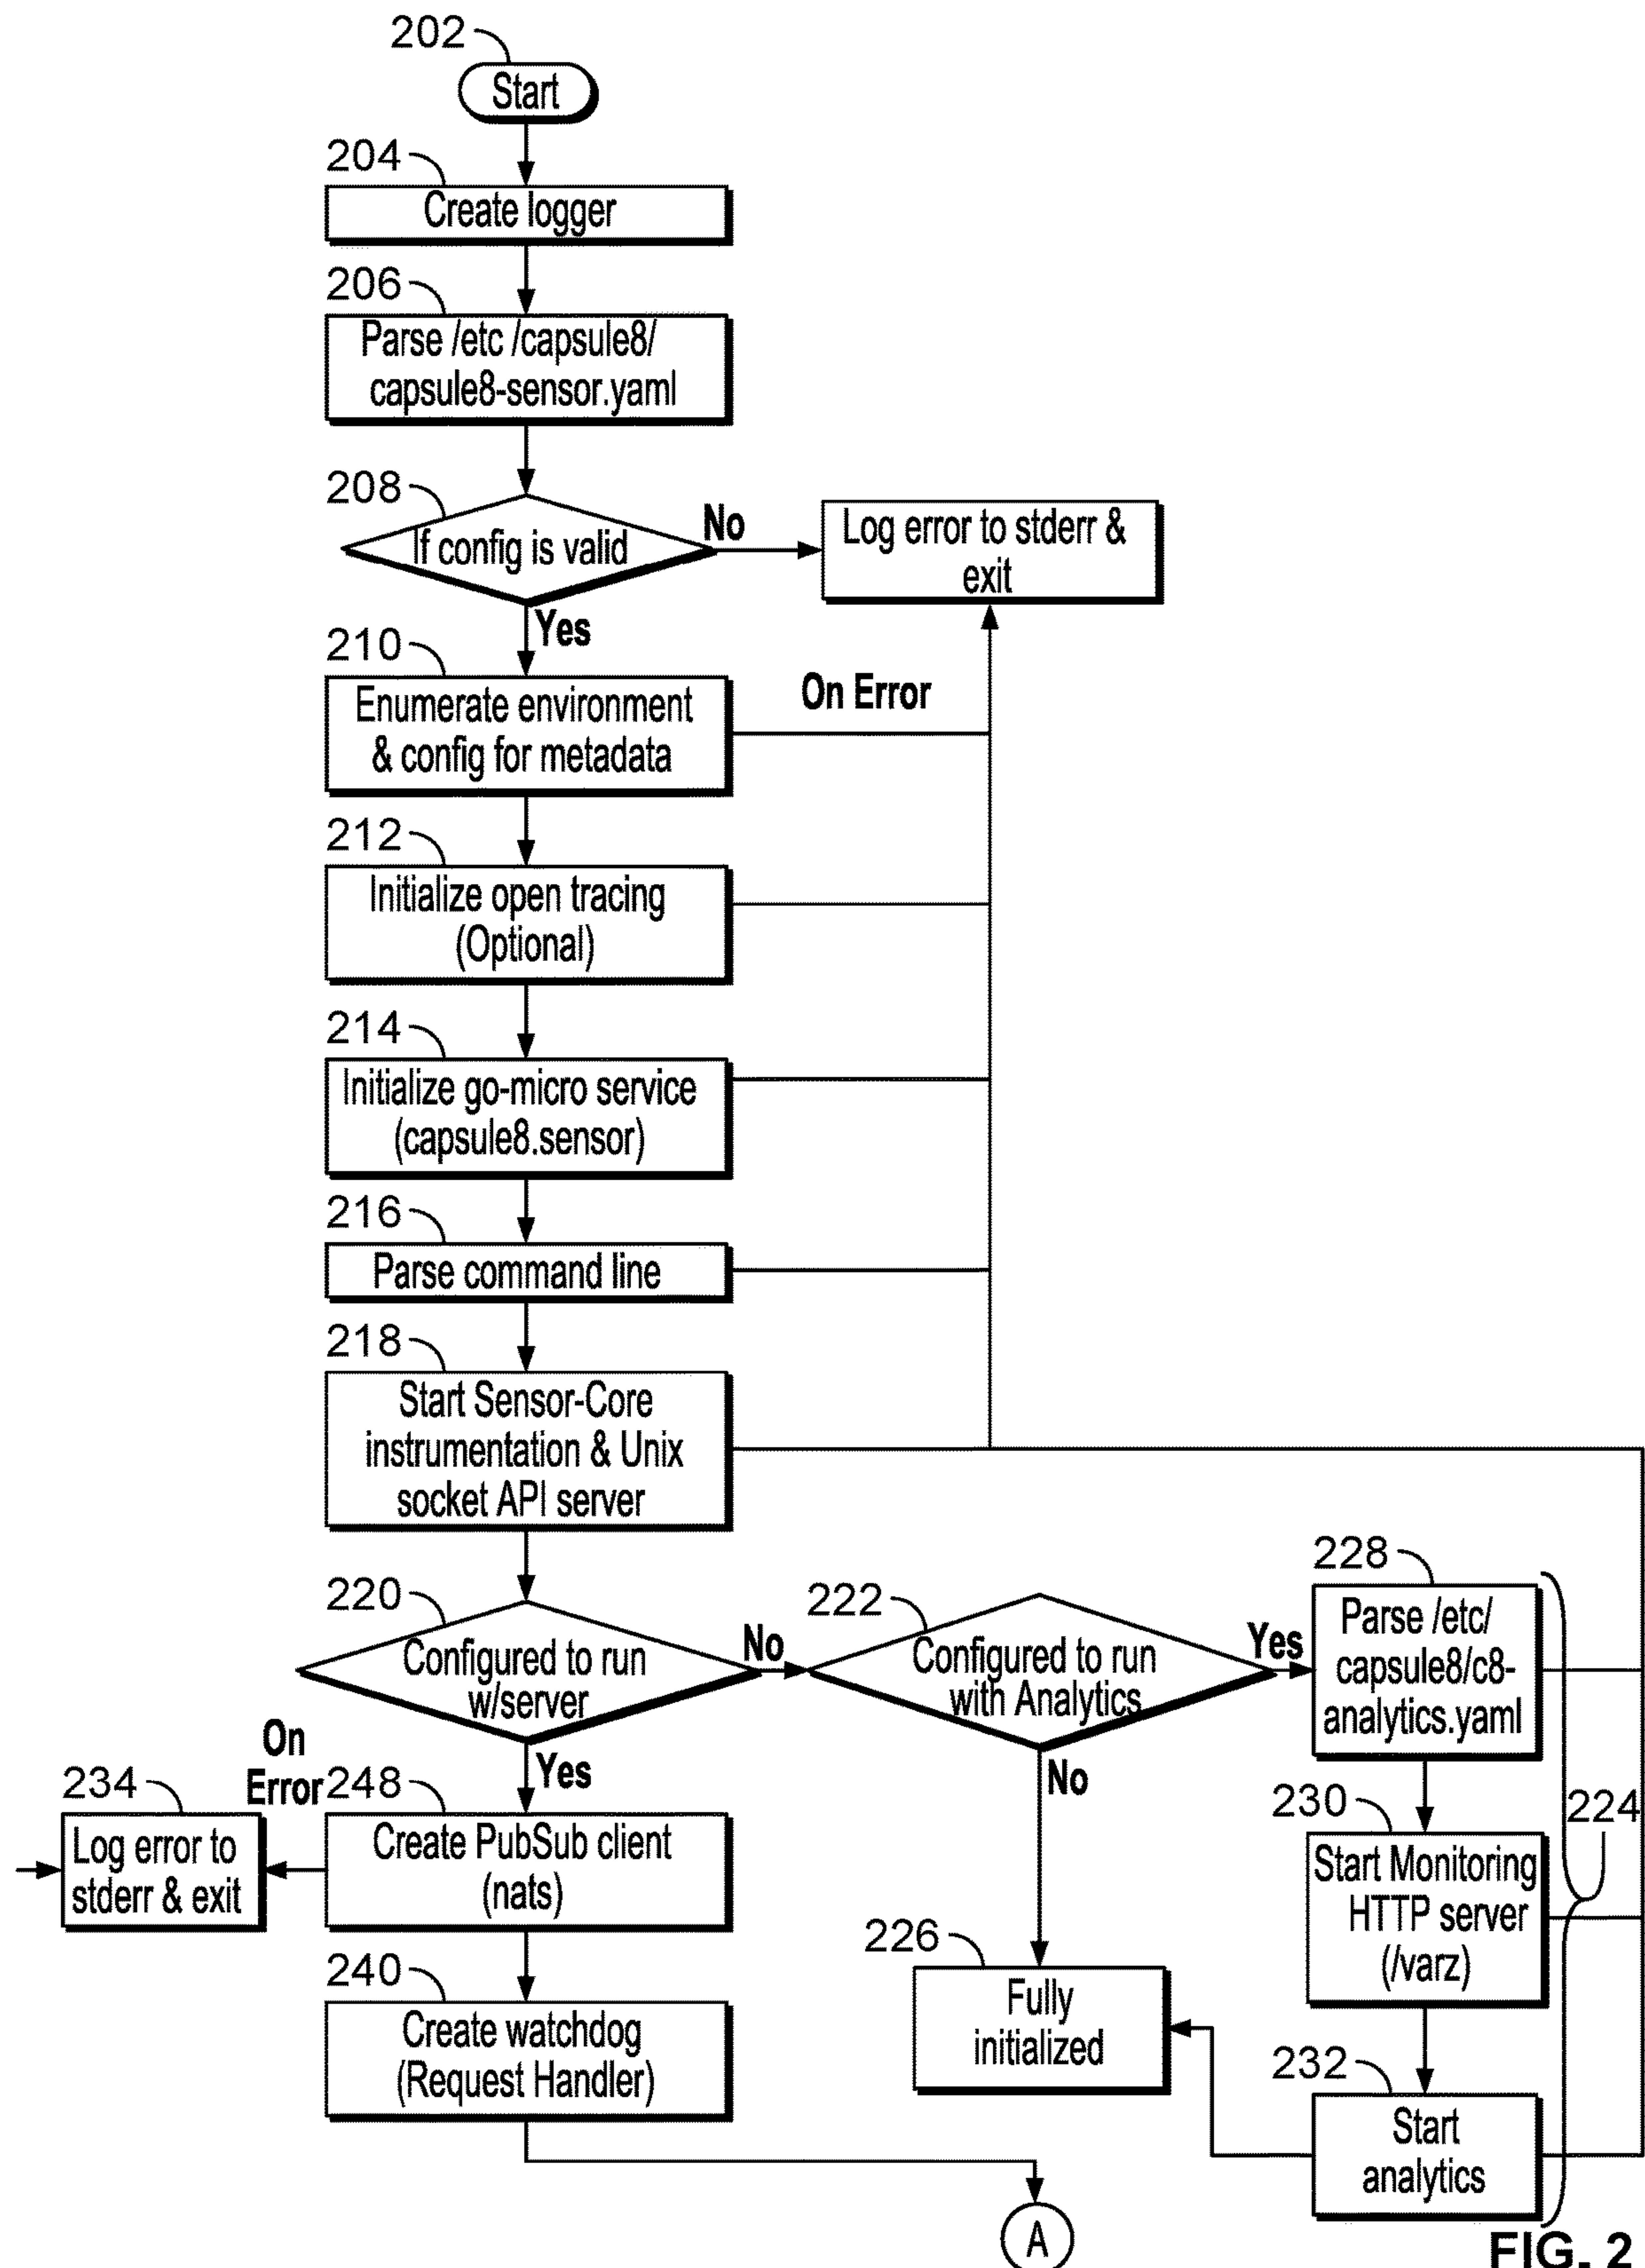 202
Start
204
Create logger
206
Parse /etc /capsule8/
capsule8-sensor.yaml
208
If config is valid
No
Log error to stderr &
exit
Yes
210
Enumerate environment
& config for metadata
On Error
212
Initialize open tracing
(Optional)
214
Initialize go-micro service
(capsule8.sensor)
216
Parse command line
218
Start Sensor-Core
instrumentation & Unix
socket API server
220
Configured to run
w/server
No
222
Configured to run
with Analytics
Yes
228
Parse /etc/
capsule8/c8-
analytics.yaml
224
On
Error
Yes
No
234
Log error to
stderr & exit
248
Create PubSub client
(nats)
230
Start Monitoring
HTTP server
(/varz)
240
Create watchdog
(Request Handler)
226
Fully
initialized
232
Start
analytics
A
FIG. 2